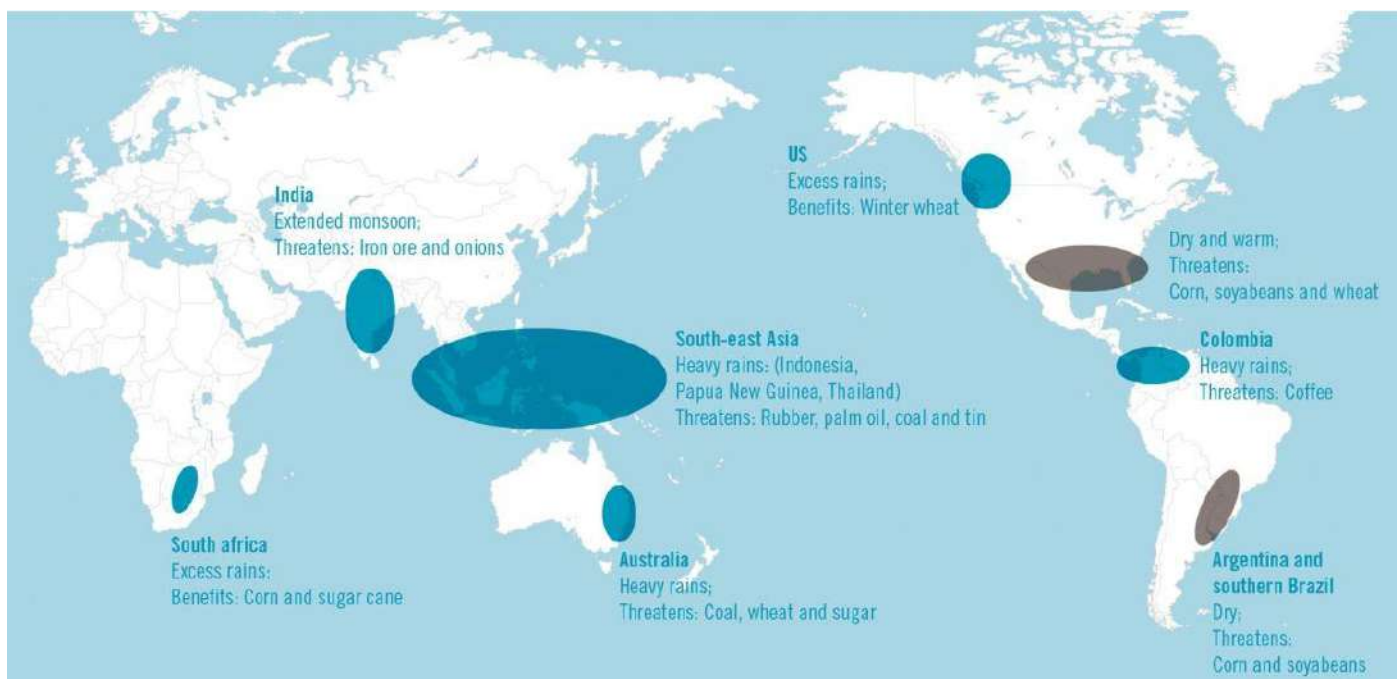 India
Extended monsoon;
Threatens: Iron ore and onions
US
Excess rains;
Benefits: Winter wheat
Dry and warm;
Threatens:
Corn, soyabeans and wheat
South-east Asia
Heavy rains: (Indonesia,
Papua New Guinea, Thailand)
Threatens: Rubber, palm oil, coal and tin
Colombia
Heavy rains;
Threatens: Coffee
South africa
Excess rains:
Benefits: Corn and sugar cane
Australia
Heavy rains;
Threatens: Coal, wheat and sugar
Argentina and
southern Brazil
Dry;
Threatens:
Corn and soyabeans